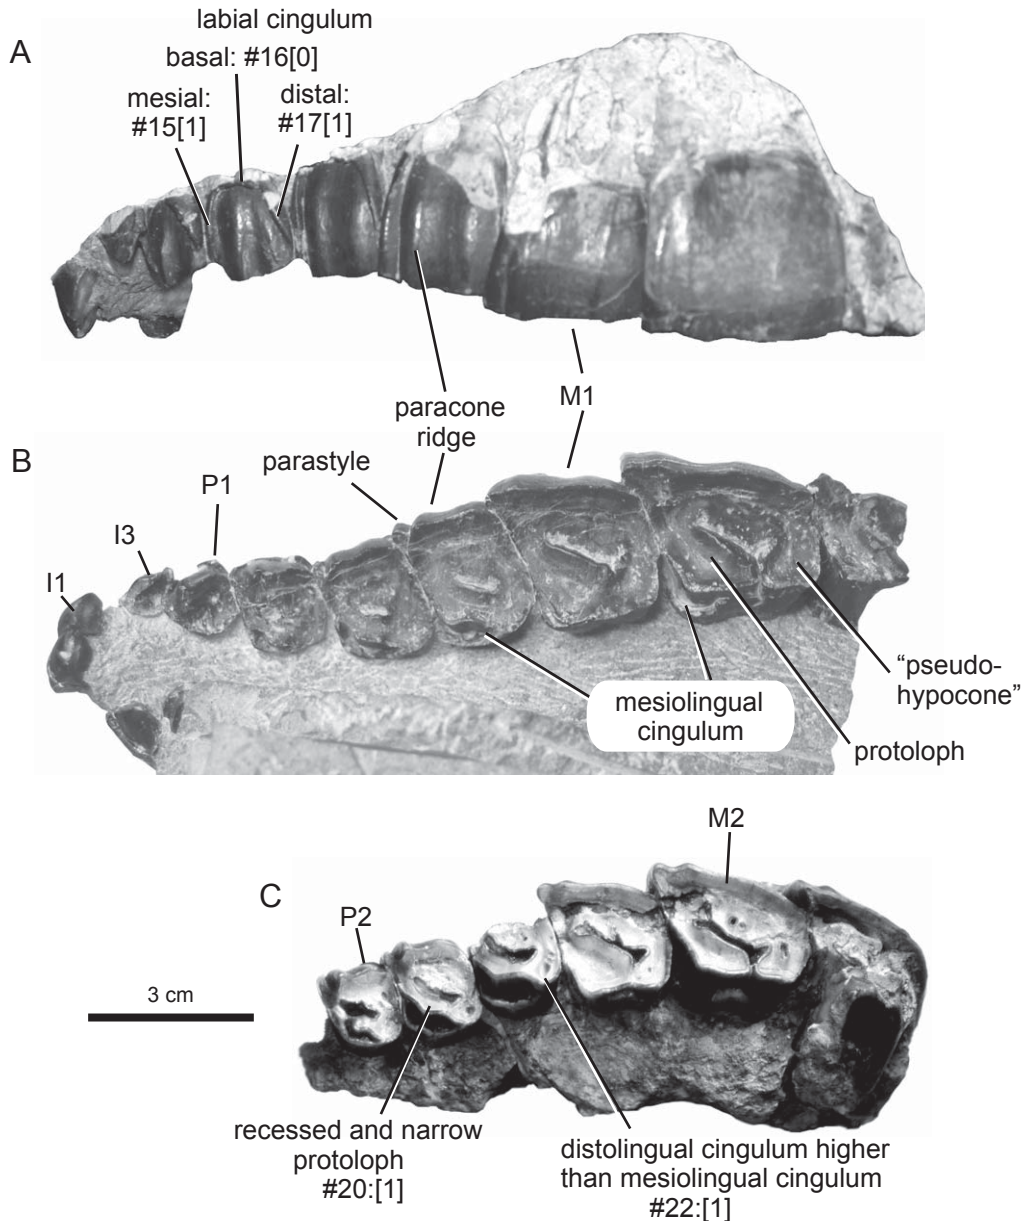 A
labial cingulum
basal: #16[0]
mesial:
#15[1]
distal:
#17[1]
paracone
ridge
M1
B
parastyle
P1
I3
I1
mesiolingual
cingulum
“pseudo-
hypocone”
protoloph
C
M2
P2
3 cm
recessed and narrow
protoloph
#20:[1]
distolingual cingulum higher
than mesiolingual cingulum
#22:[1]